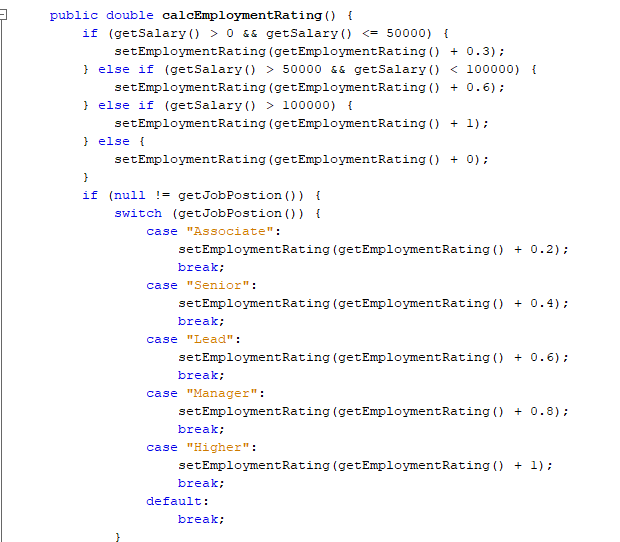 public double calcEmploymentRating() {
if (getSalary() > 0 && getSalary() <= 50000) {
setEmploymentRating(getEmploymentRating() + 0.3);
} else if (getSalary() > 50000 && getSalary() < 100000) {
setEmploymentRating(getEmploymentRating() + 0.6);
} else if (getSalary() > 100000) {
setEmploymentRating(getEmploymentRating() + 1);
} else {
setEmploymentRating(getEmploymentRating() + 0);
}
if (null != getJobPostion()) {
switch (getJobPostion()) {
case "Associate":
setEmploymentRating(getEmploymentRating() + 0.2);
break;
case "Senior":
setEmploymentRating(getEmploymentRating() + 0.4);
break;
case "Lead":
setEmploymentRating(getEmploymentRating() + 0.6);
break;
case "Manager":
setEmploymentRating(getEmploymentRating() + 0.8);
break;
case "Higher":
setEmploymentRating(getEmploymentRating() + 1);
break;
default:
break;
}